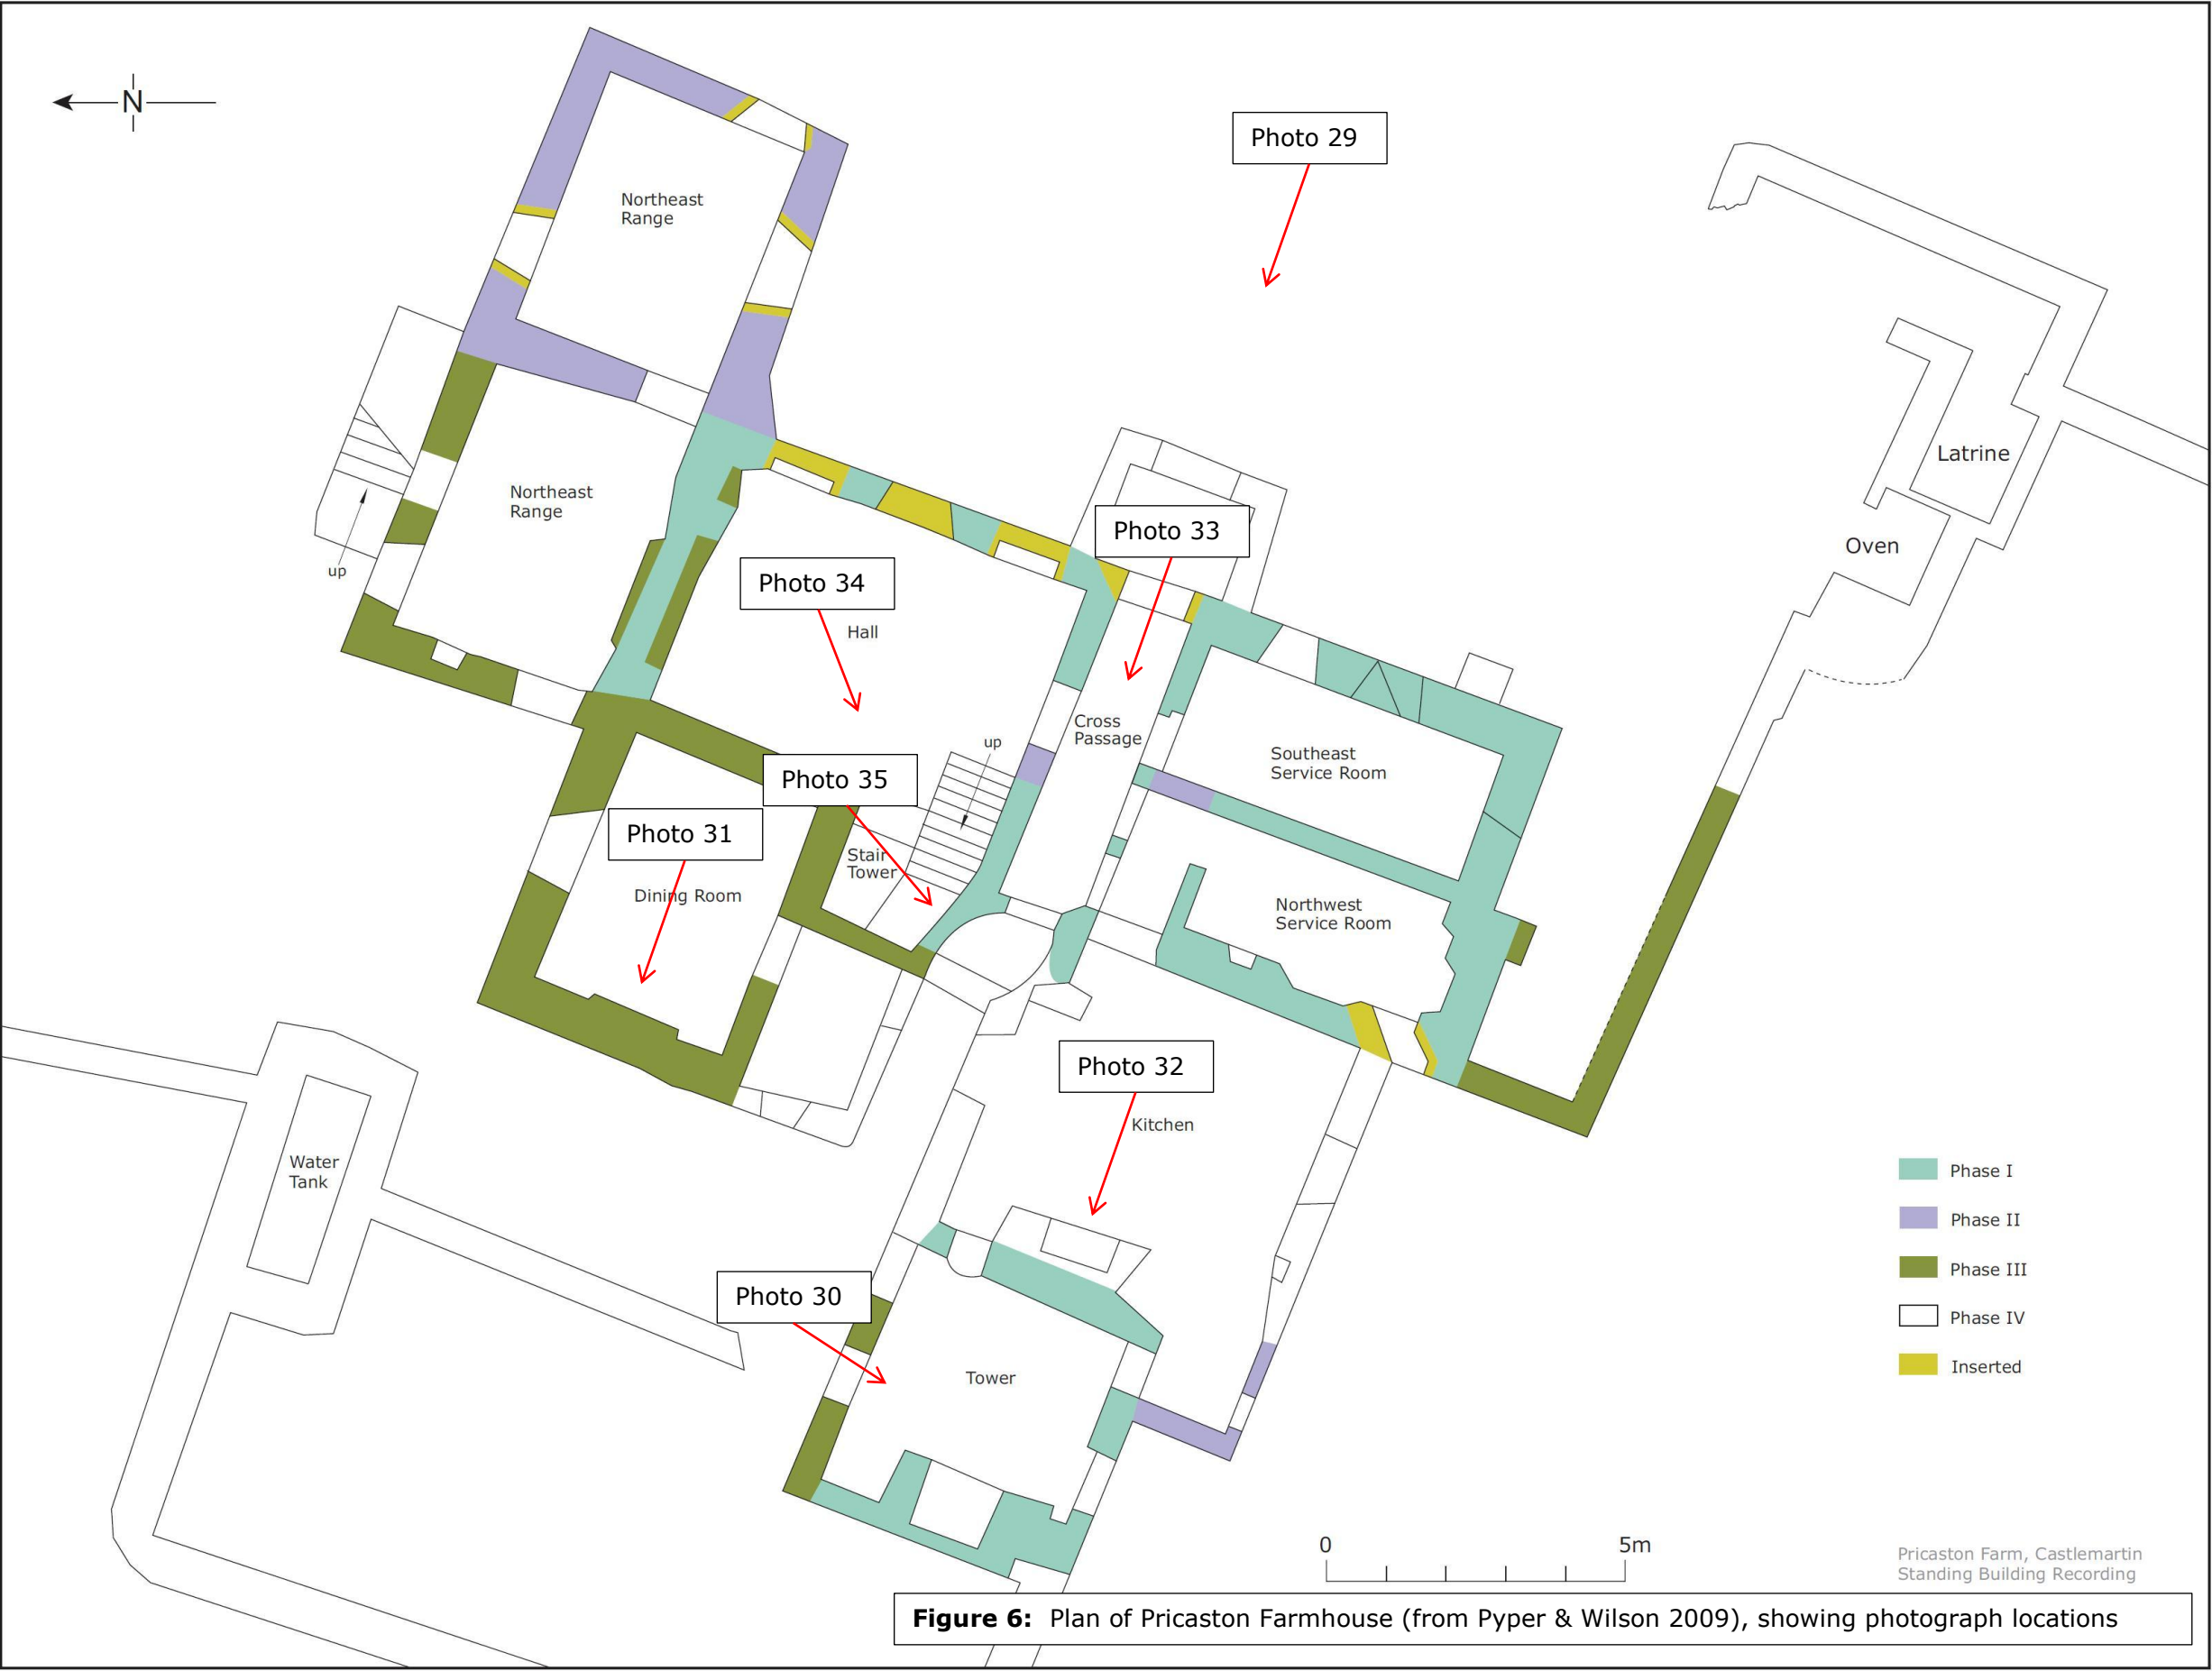 N
Photo 29
Northeast
Range
Latrine
Northeast
Range
Photo 33
Oven
up
Photo 34
Hall
Cross
Passage
up
Southeast
Service Room
Photo 35
Photo 31
Stair
Tower
Dining Room
Northwest
Service Room
Photo 32
Kitchen
Water
Tank
Phase I
Phase II
Phase III
Phase IV
Inserted
Photo 30
Tower
0 5m
Pricaston Farm, Castlemartin
Standing Building Recording
Figure 6: Plan of Pricaston Farmhouse (from Pyper & Wilson 2009), showing photograph locations